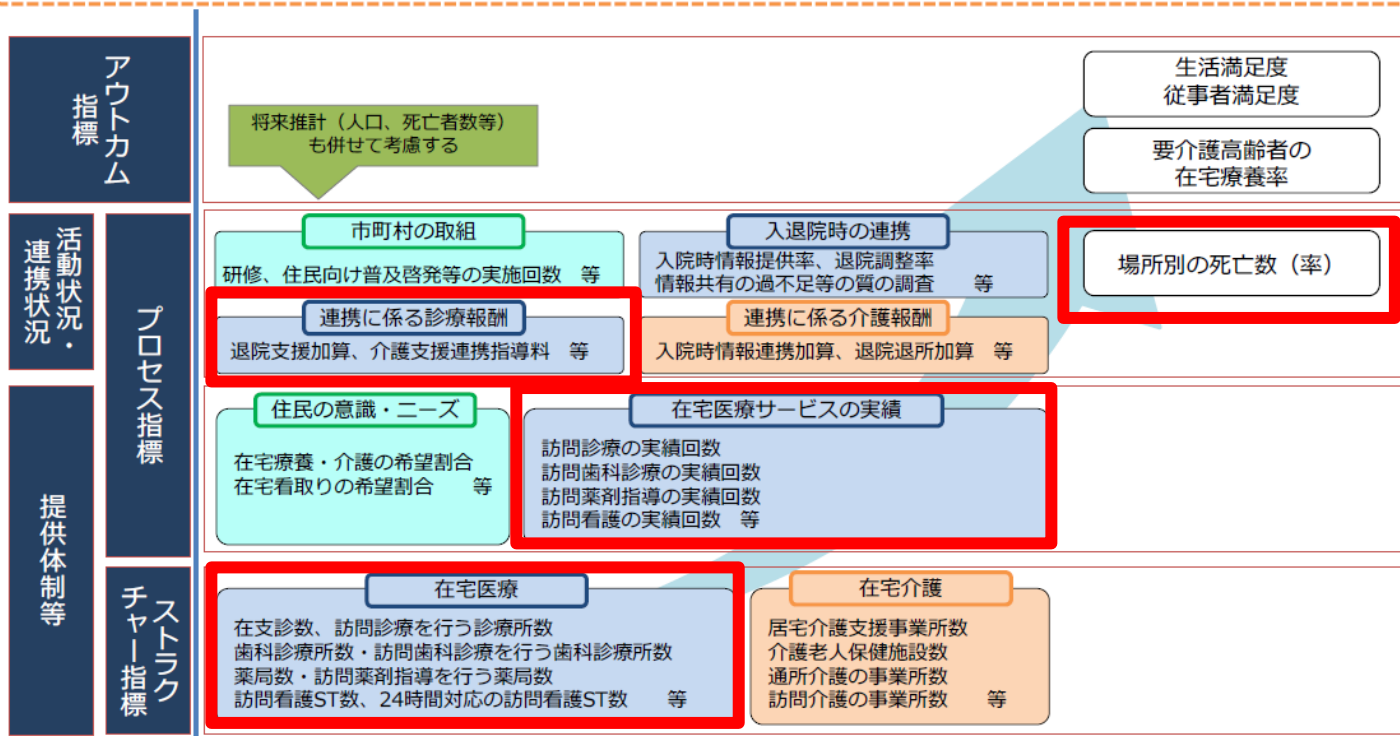 アウトカム
指標
将来推計（人口、死亡者数等）
も併せて考慮する
生活満足度
従事者満足度
要介護高齢者の
在宅療養率
活動状況・
連携状況
プロセス指標
市町村の取組
研修、住民向け普及啓発等の実施回数　等
入退院時の連携
入院時情報提供率、退院調整率
情報共有の過不足等の質の調査　　等
場所別の死亡数（率）
連携に係る診療報酬
退院支援加算、介護支援連携指導料　等
連携に係る介護報酬
入院時情報連携加算、退院退所加算　等
提供体制等
住民の意識・ニーズ
在宅療養・介護の希望割合
在宅看取りの希望割合　　等
在宅医療サービスの実績
訪問診療の実績回数
訪問歯科診療の実績回数
訪問薬剤指導の実績回数
訪問看護の実績回数　等
ストラク
チャー指標
在宅医療
在支診数、訪問診療を行う診療所数
歯科診療所数・訪問歯科診療を行う歯科診療所数
薬局数・訪問薬剤指導を行う薬局数
訪問看護ST数、24時間対応の訪問看護ST数　　等
在宅介護
居宅介護支援事業所数
介護老人保健施設数
通所介護の事業所数
訪問介護の事業所数　　等